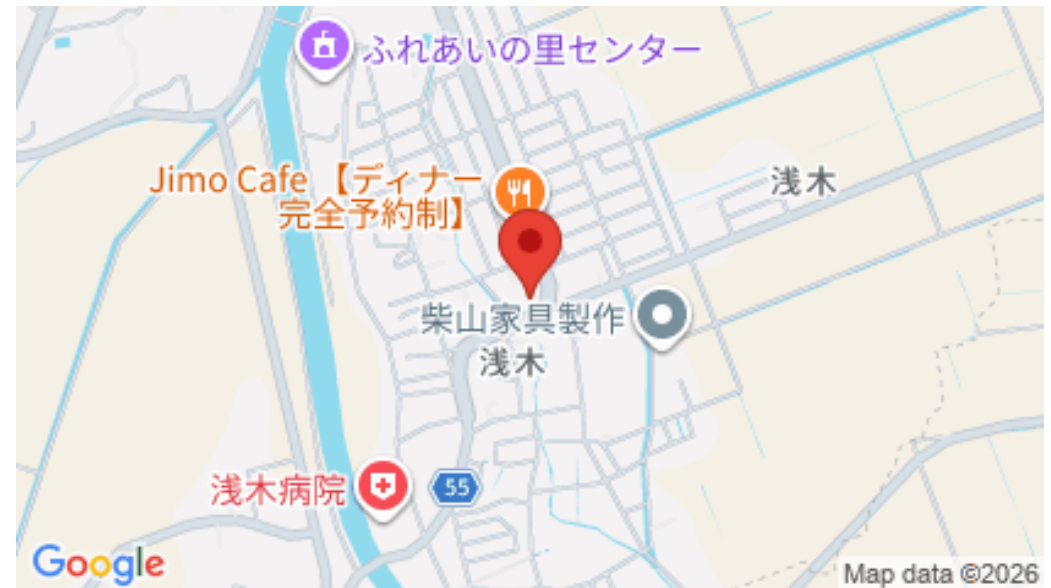 ふれあいの里センター
Jimo Cafe 【ディナー
完全予約制】
浅木
柴山家具製作
浅木
浅木病院
55
Google
Map data ©2026